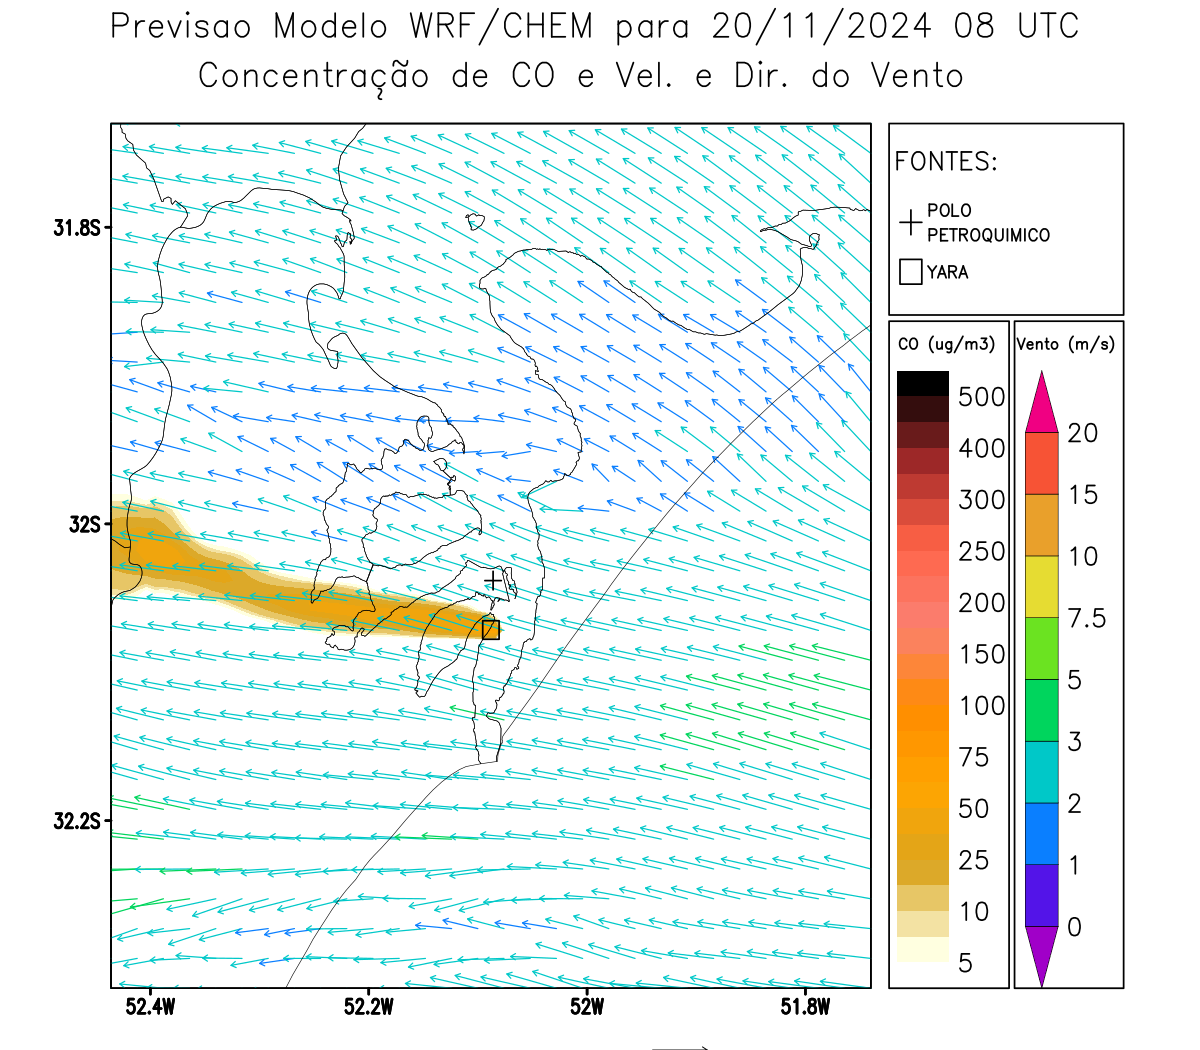 Previsao Modelo WRF/CHEM para 20/11/2024 08 UTC
Concentração de CO e Vel. e Dir. do Vento
FONTES:
POLO
PETROQUIMICO
YARA
31.8S
32S
32.2S
52.4W
52.2W
52W
51.8W
CO (ug/m3)
500
400
300
250
200
150
100
75
50
25
10
5
Vento (m/s)
20
15
10
7.5
5
3
2
1
0